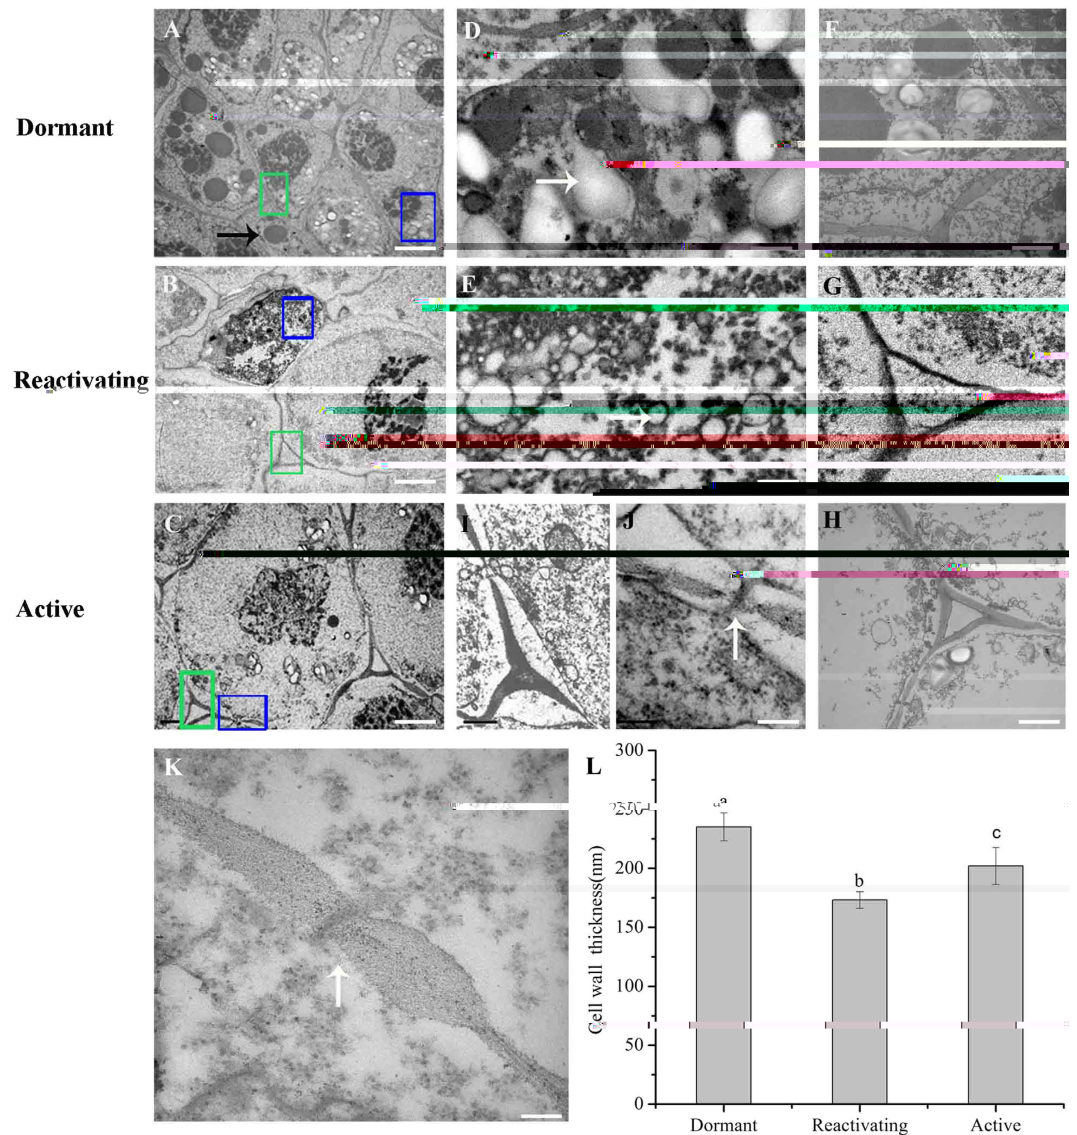 A D F
Dormant
B E G
Reactivating
C I J H
Active
K L
300
250
200
150
100
50
0
Cell wall thickness(nm)
a
b
c
Dormant Reactivating Active